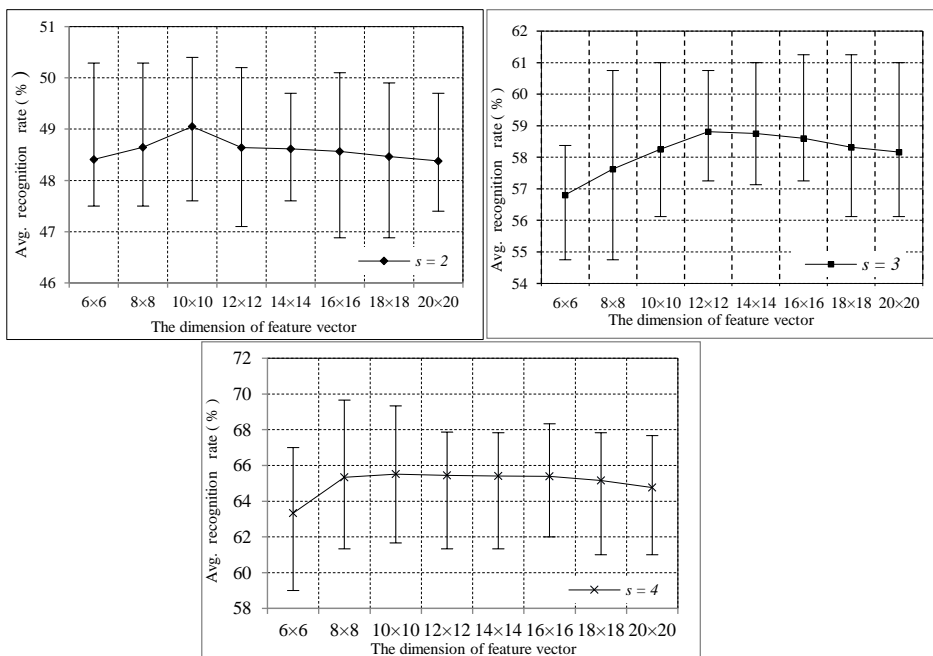 Avg. recognition rate ( % )
51
50
49
48
47
46
s = 2
6×6 8×8 10×10 12×12 14×14 16×16 18×18 20×20
The dimension of feature vector
Avg. recognition rate ( % )
62
61
60
59
58
57
56
55
54
s = 3
6×6 8×8 10×10 12×12 14×14 16×16 18×18 20×20
The dimension of feature vector
Avg. recognition rate ( % )
72
70
68
66
64
62
60
58
s = 4
6×6 8×8 10×10 12×12 14×14 16×16 18×18 20×20
The dimension of feature vector